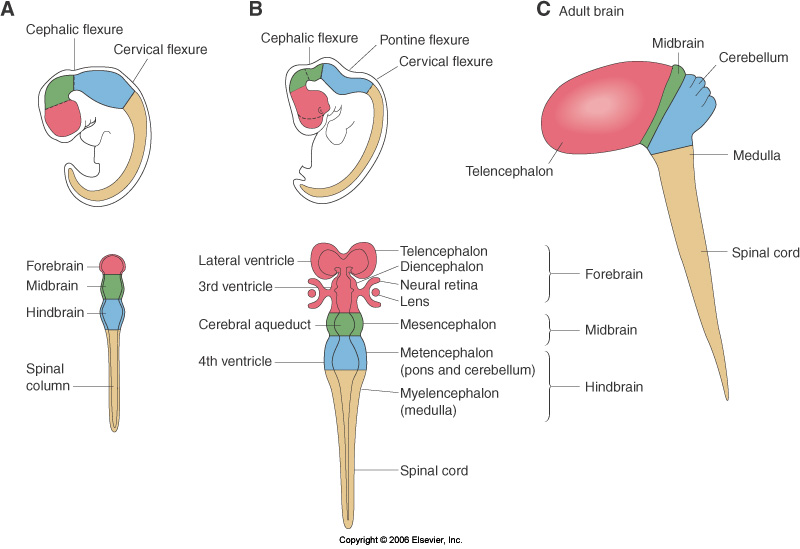 A
Cephalic flexure
Cervical flexure
Forebrain
Midbrain
Hindbrain
Spinal
column
B
Cephalic flexure
Pontine flexure
Cervical flexure
Lateral ventricle
3rd ventricle
Cerebral aqueduct
4th ventricle
Telencephalon
Diencephalon
Neural retina
Lens
Mesencephalon
Metencephalon
(pons and cerebellum)
Myelencephalon
(medulla)
Spinal cord
Forebrain
Midbrain
Hindbrain
C Adult brain
Midbrain
Cerebellum
Telencephalon
Medulla
Spinal cord
Copyright © 2006 Elsevier, Inc.